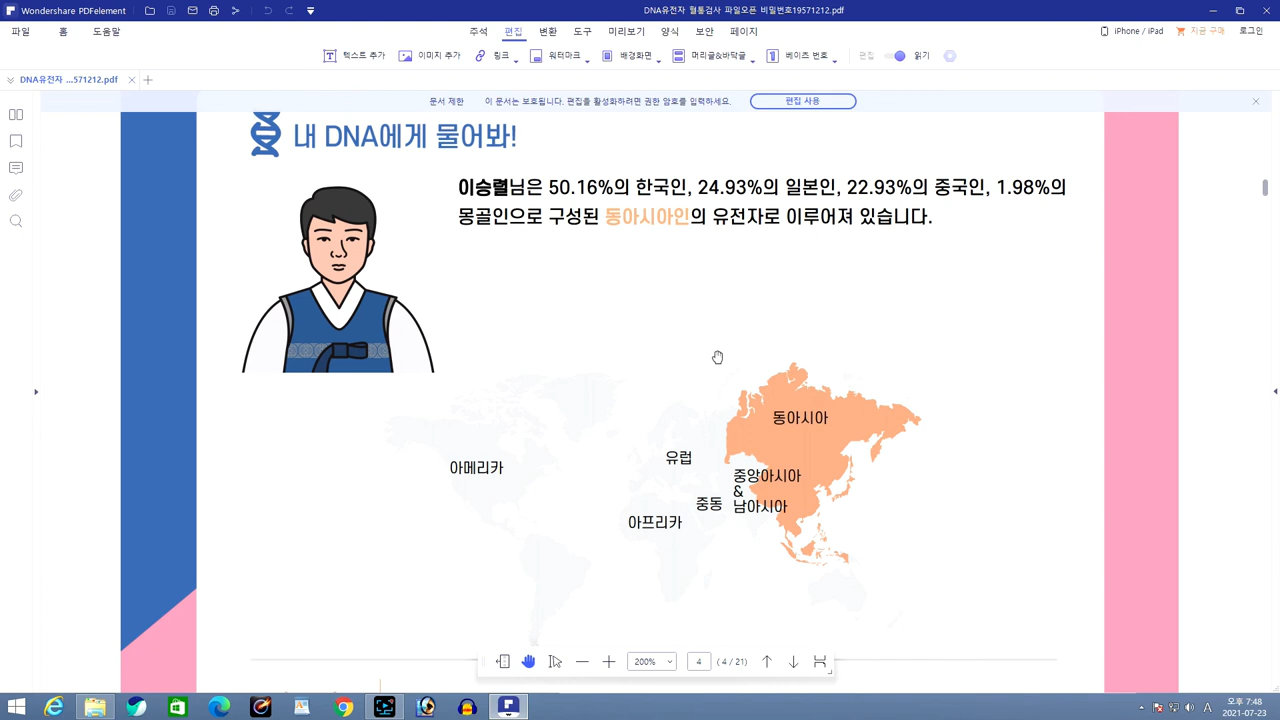 Wondershare PDFelement
DNA유전자 혈통검사 파일오픈 비밀번호19571212.pdf
파일 홈 도움말 주석 편집 변환 도구 미리보기 양식 보안 페이지 iPhone / iPad 지금 구매 로그인
텍스트 추가 이미지 추가 링크 워터마크 배경화면 머리글&바닥글 베이츠 번호 편집 읽기
DNA유전자 ...571212.pdf
문서 제한 이 문서는 보호됩니다. 편집을 활성화하려면 권한 암호를 입력하세요. 편집 사용
내 DNA에게 물어봐!
이승렬님은 50.16%의 한국인, 24.93%의 일본인, 22.93%의 중국인, 1.98%의
몽골인으로 구성된 동아시아인의 유전자로 이루어져 있습니다.
동아시아
유럽
아메리카
중앙아시아
&
중동
남아시아
아프리카
200% 4 ( 4 / 21)
A 오후 7:48
2021-07-23